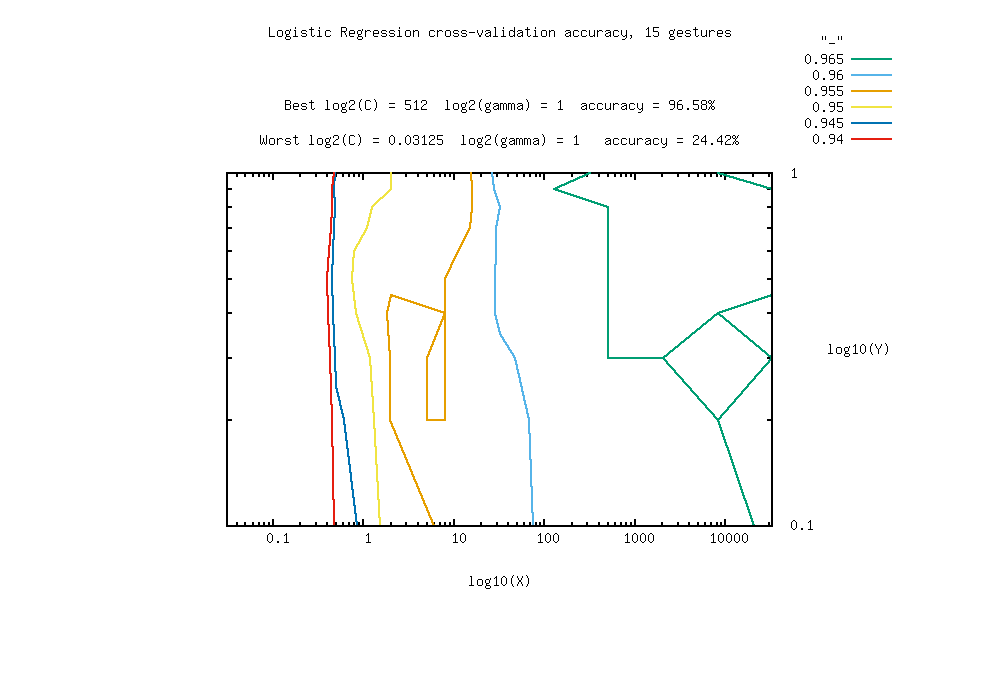 Logistic Regression cross-validation accuracy, 15 gestures
"_"
0.965
0.96
0.955
0.95
0.945
0.94
Best log2(C) = 512 log2(gamma) = 1 accuracy = 96.58%
Worst log2(C) = 0.03125 log2(gamma) = 1 accuracy = 24.42%
1
log10(Y)
0.1
0.1 1 10 100 1000 10000
log10(X)